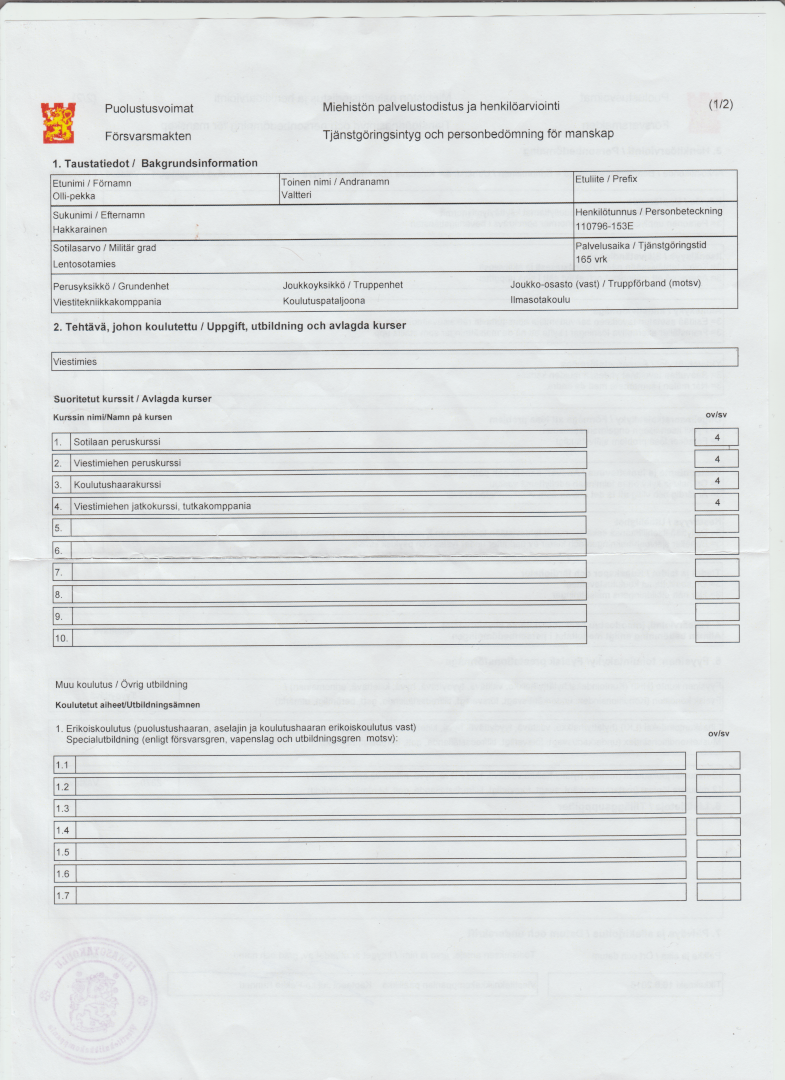 Puolustusvoimat
Miehistön palvelustodistus ja henkilöarviointi
(1/2)
Försvarsmakten
Tjänstgöringsintyg och personbedömning för manskap
1. Taustatiedot / Bakgrundsinformation
Etunimi / Förnamn
Toinen nimi / Andranamn
Etuliite / Prefix
Olli-pekka
Valtteri
Sukunimi / Efternamn
Henkilötunnus / Personbeteckning
Hakkarainen
110796-153E
Sotilasarvo / Militär grad
Palvelusaika / Tjänstgöringstid
Lentosotamies
165 vrk
Perusyksikkö / Grundenhet
Joukkoyksikkö / Truppenhet
Joukko-osasto (vast) / Truppförband (motsv)
Viestitekniikkakomppania
Koulutuspataljoona
Ilmasotakoulu
2. Tehtävä, johon koulutettu / Uppgift, utbildning och avlagda kurser
Viestimies
Suoritetut kurssit / Avlagda kurser
Kurssin nimi/Namn på kursen
ov/sv
1. Sotilaan peruskurssi 4
2. Viestimiehen peruskurssi 4
3. Koulutushaarakurssi 4
4. Viestimiehen jatkokurssi, tutkakomppania 4
5.
6.
7.
8.
9.
10.
Muu koulutus / Övrig utbildning
Koulutetut aiheet/Utbildningsämnen
1. Erikoiskoulutus (puolustushaaran, aselajin ja koulutushaaran erikoiskoulutus vast)
Specialutbildning (enligt försvarsgren, vapenslag och utbildningsgren motsv):
ov/sv
1.1
1.2
1.3
1.4
1.5
1.6
1.7